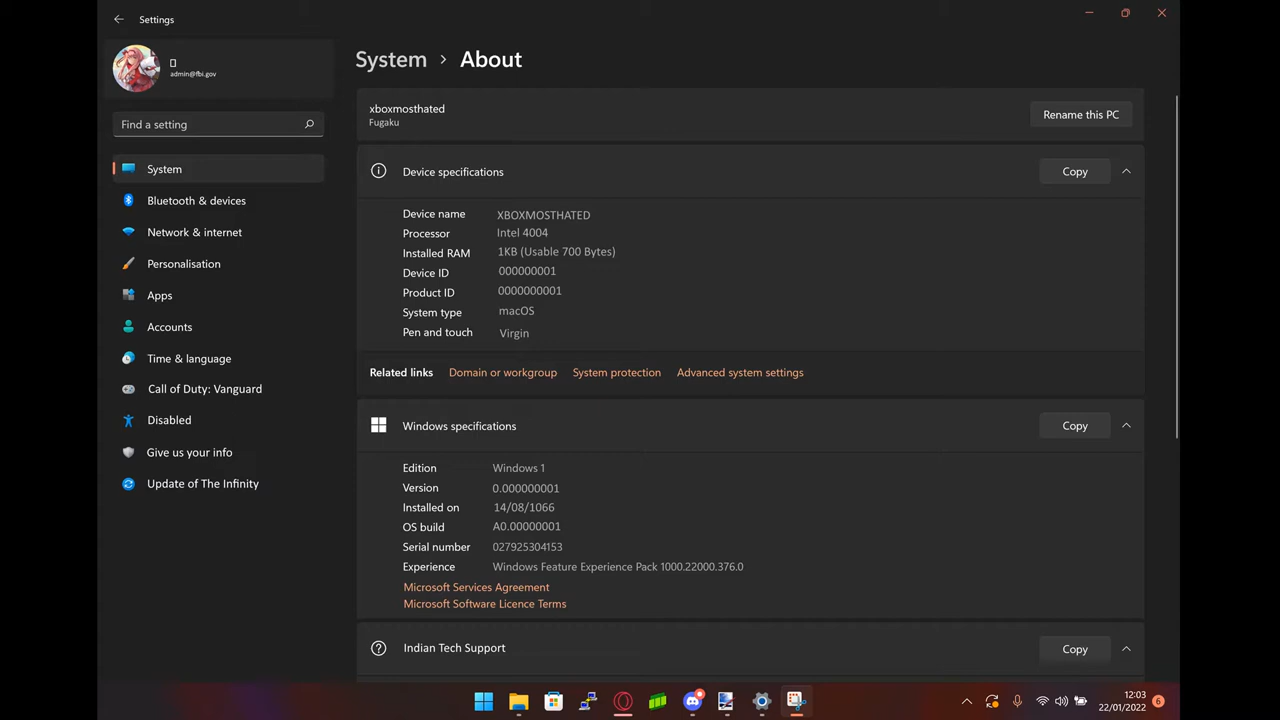 Settings
admin@fbi.gov
Find a setting
System
Bluetooth & devices
Network & internet
Personalisation
Apps
Accounts
Time & language
Call of Duty: Vanguard
Disabled
Give us your info
Update of The Infinity
System > About
xboxmosthated
Fugaku
Rename this PC
Device specifications
Copy
Device name XBOXMOSTHATED
Processor Intel 4004
Installed RAM 1KB (Usable 700 Bytes)
Device ID 000000001
Product ID 0000000001
System type macOS
Pen and touch Virgin
Related links Domain or workgroup System protection Advanced system settings
Windows specifications
Copy
Edition Windows 1
Version 0.000000001
Installed on 14/08/1066
OS build A0.00000001
Serial number 027925304153
Experience Windows Feature Experience Pack 1000.22000.376.0
Microsoft Services Agreement
Microsoft Software Licence Terms
Indian Tech Support
Copy
12:03
22/01/2022
6